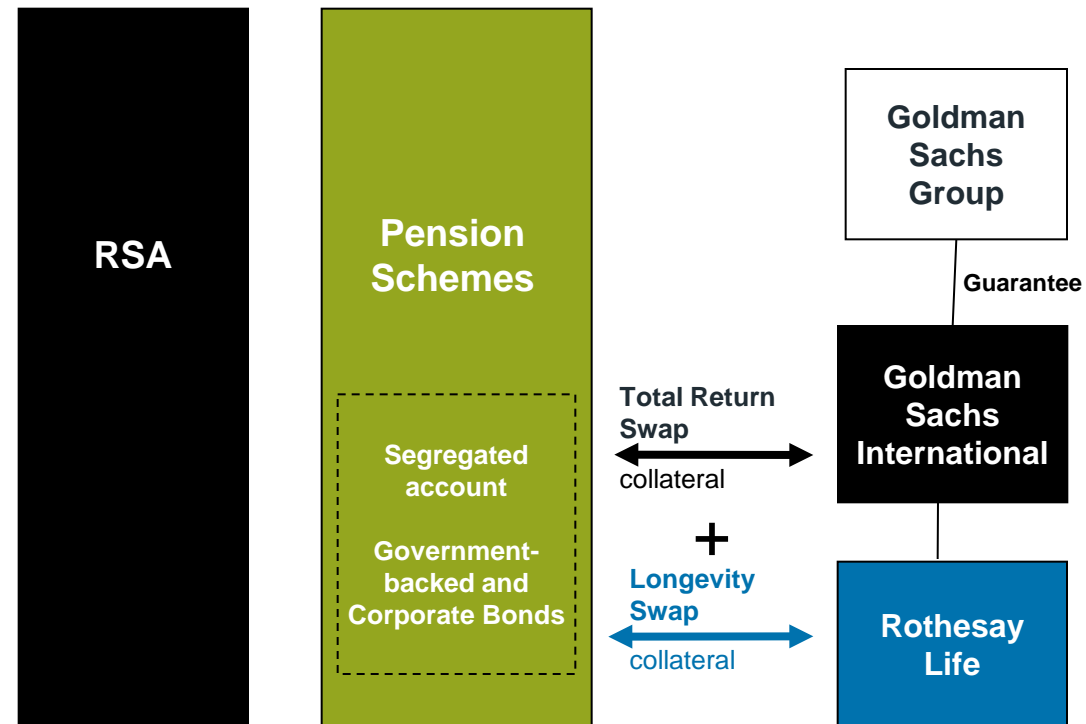 RSA
Pension
Schemes
Segregated
account
Government-
backed and
Corporate Bonds
Total Return
Swap
collateral
+
Longevity
Swap
collateral
Goldman
Sachs
Group
Guarantee
Goldman
Sachs
International
Rothesay
Life